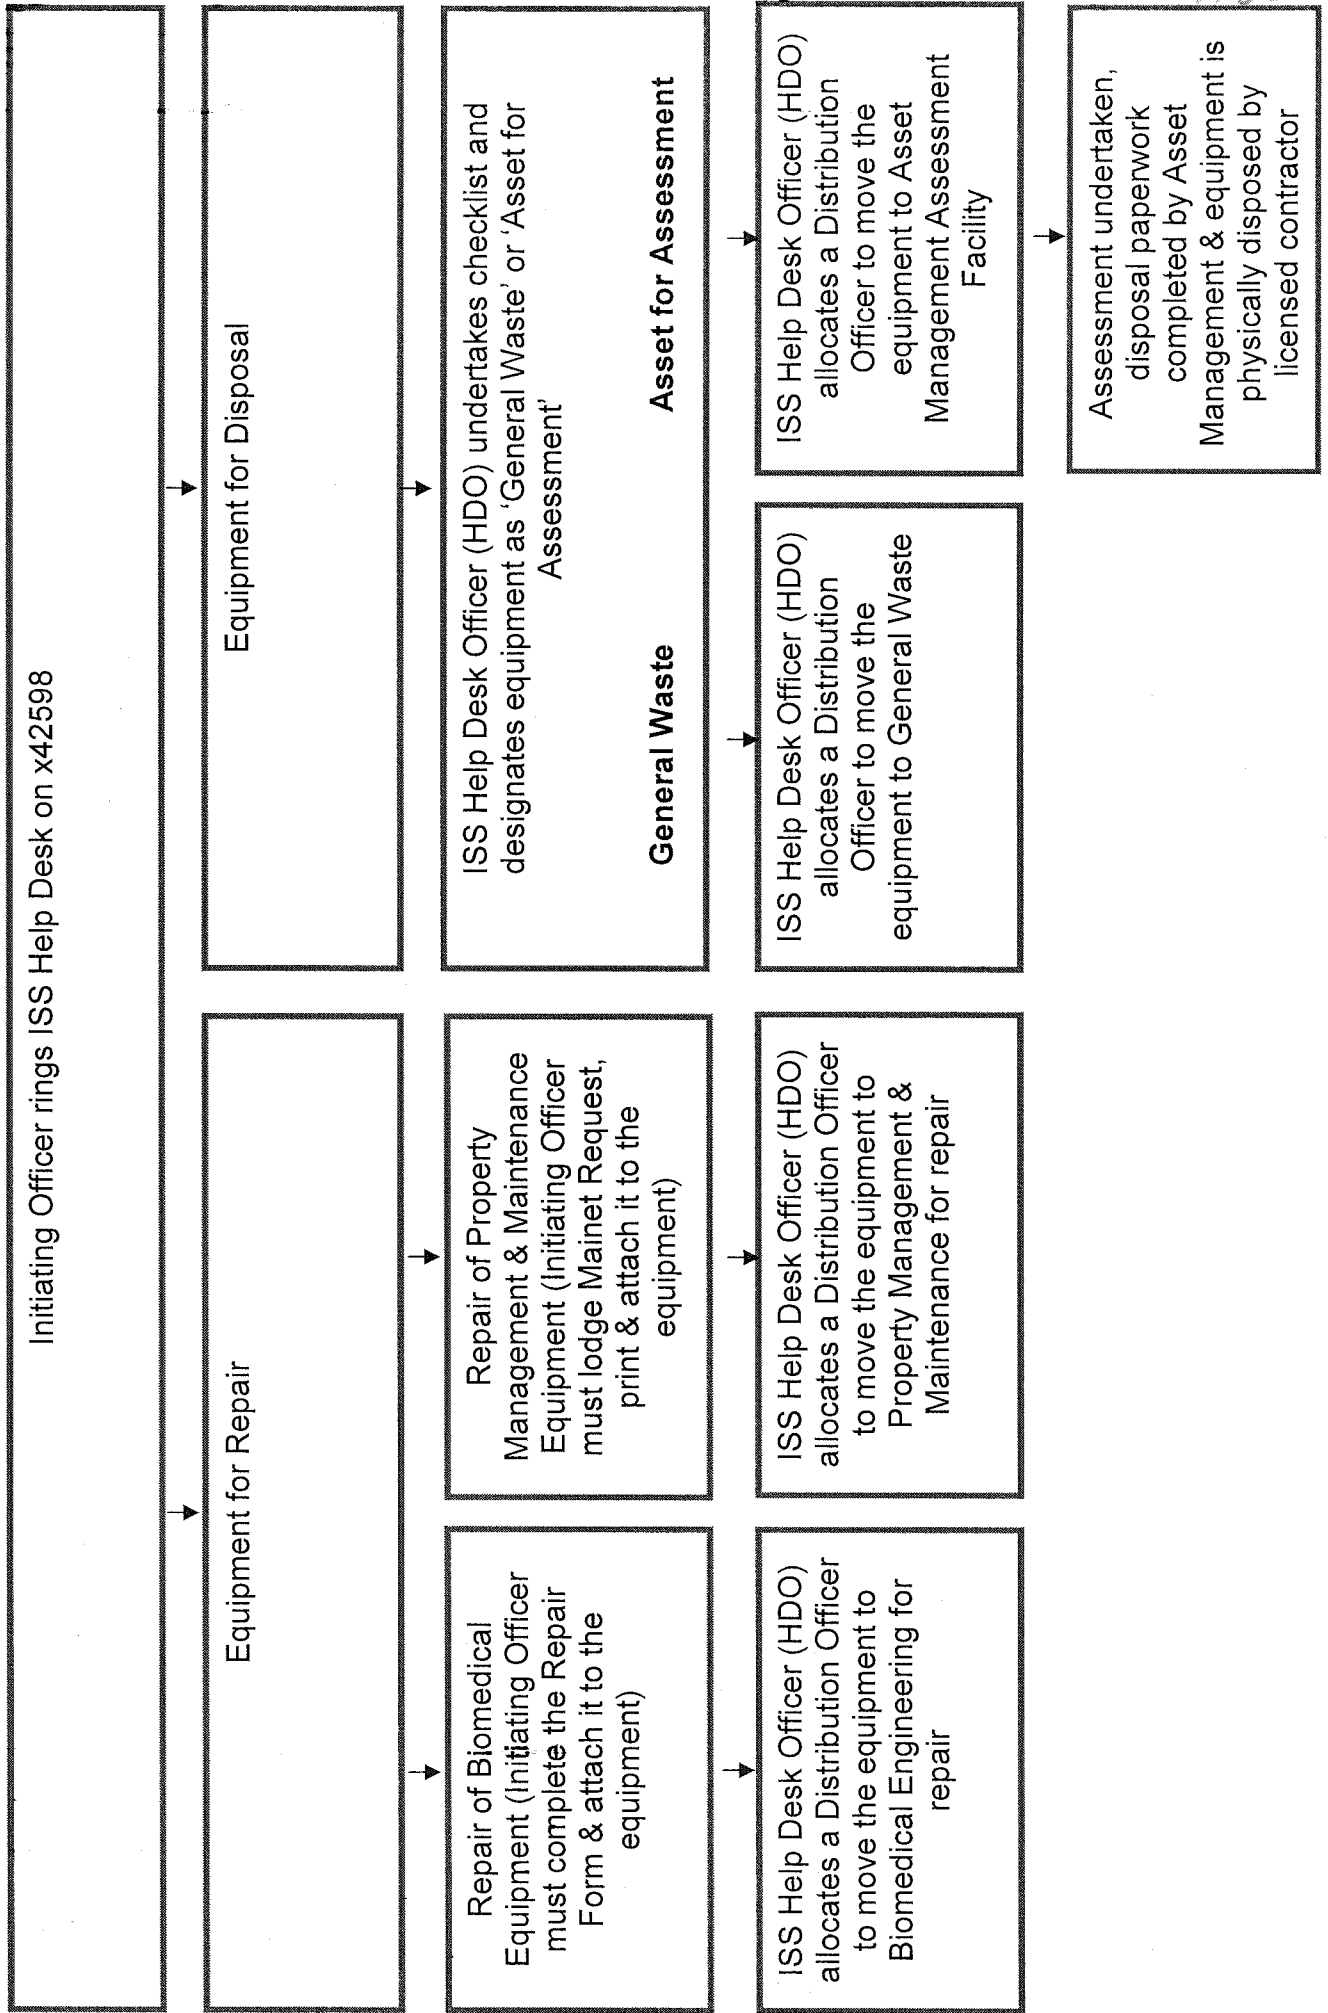 Initiating Officer rings ISS Help Desk on x42598
Equipment for Repair
Equipment for Disposal
Repair of Biomedical
Equipment (Initiating Officer
must complete the Repair
Form & attach it to the
equipment)
Repair of Property
Management & Maintenance
Equipment (Initiating Officer
must lodge Mainet Request,
print & attach it to the
equipment)
ISS Help Desk Officer (HDO) undertakes checklist and
designates equipment as ‘General Waste’ or ‘Asset for
Assessment’
General Waste
Asset for Assessment
ISS Help Desk Officer (HDO)
allocates a Distribution Officer
to move the equipment to
Biomedical Engineering for
repair
ISS Help Desk Officer (HDO)
allocates a Distribution Officer
to move the equipment to
Property Management &
Maintenance for repair
ISS Help Desk Officer (HDO)
allocates a Distribution
Officer to move the
equipment to General Waste
ISS Help Desk Officer (HDO)
allocates a Distribution
Officer to move the
equipment to Asset
Management Assessment
Facility
Assessment undertaken,
disposal paperwork
completed by Asset
Management & equipment is
physically disposed by
licensed contractor